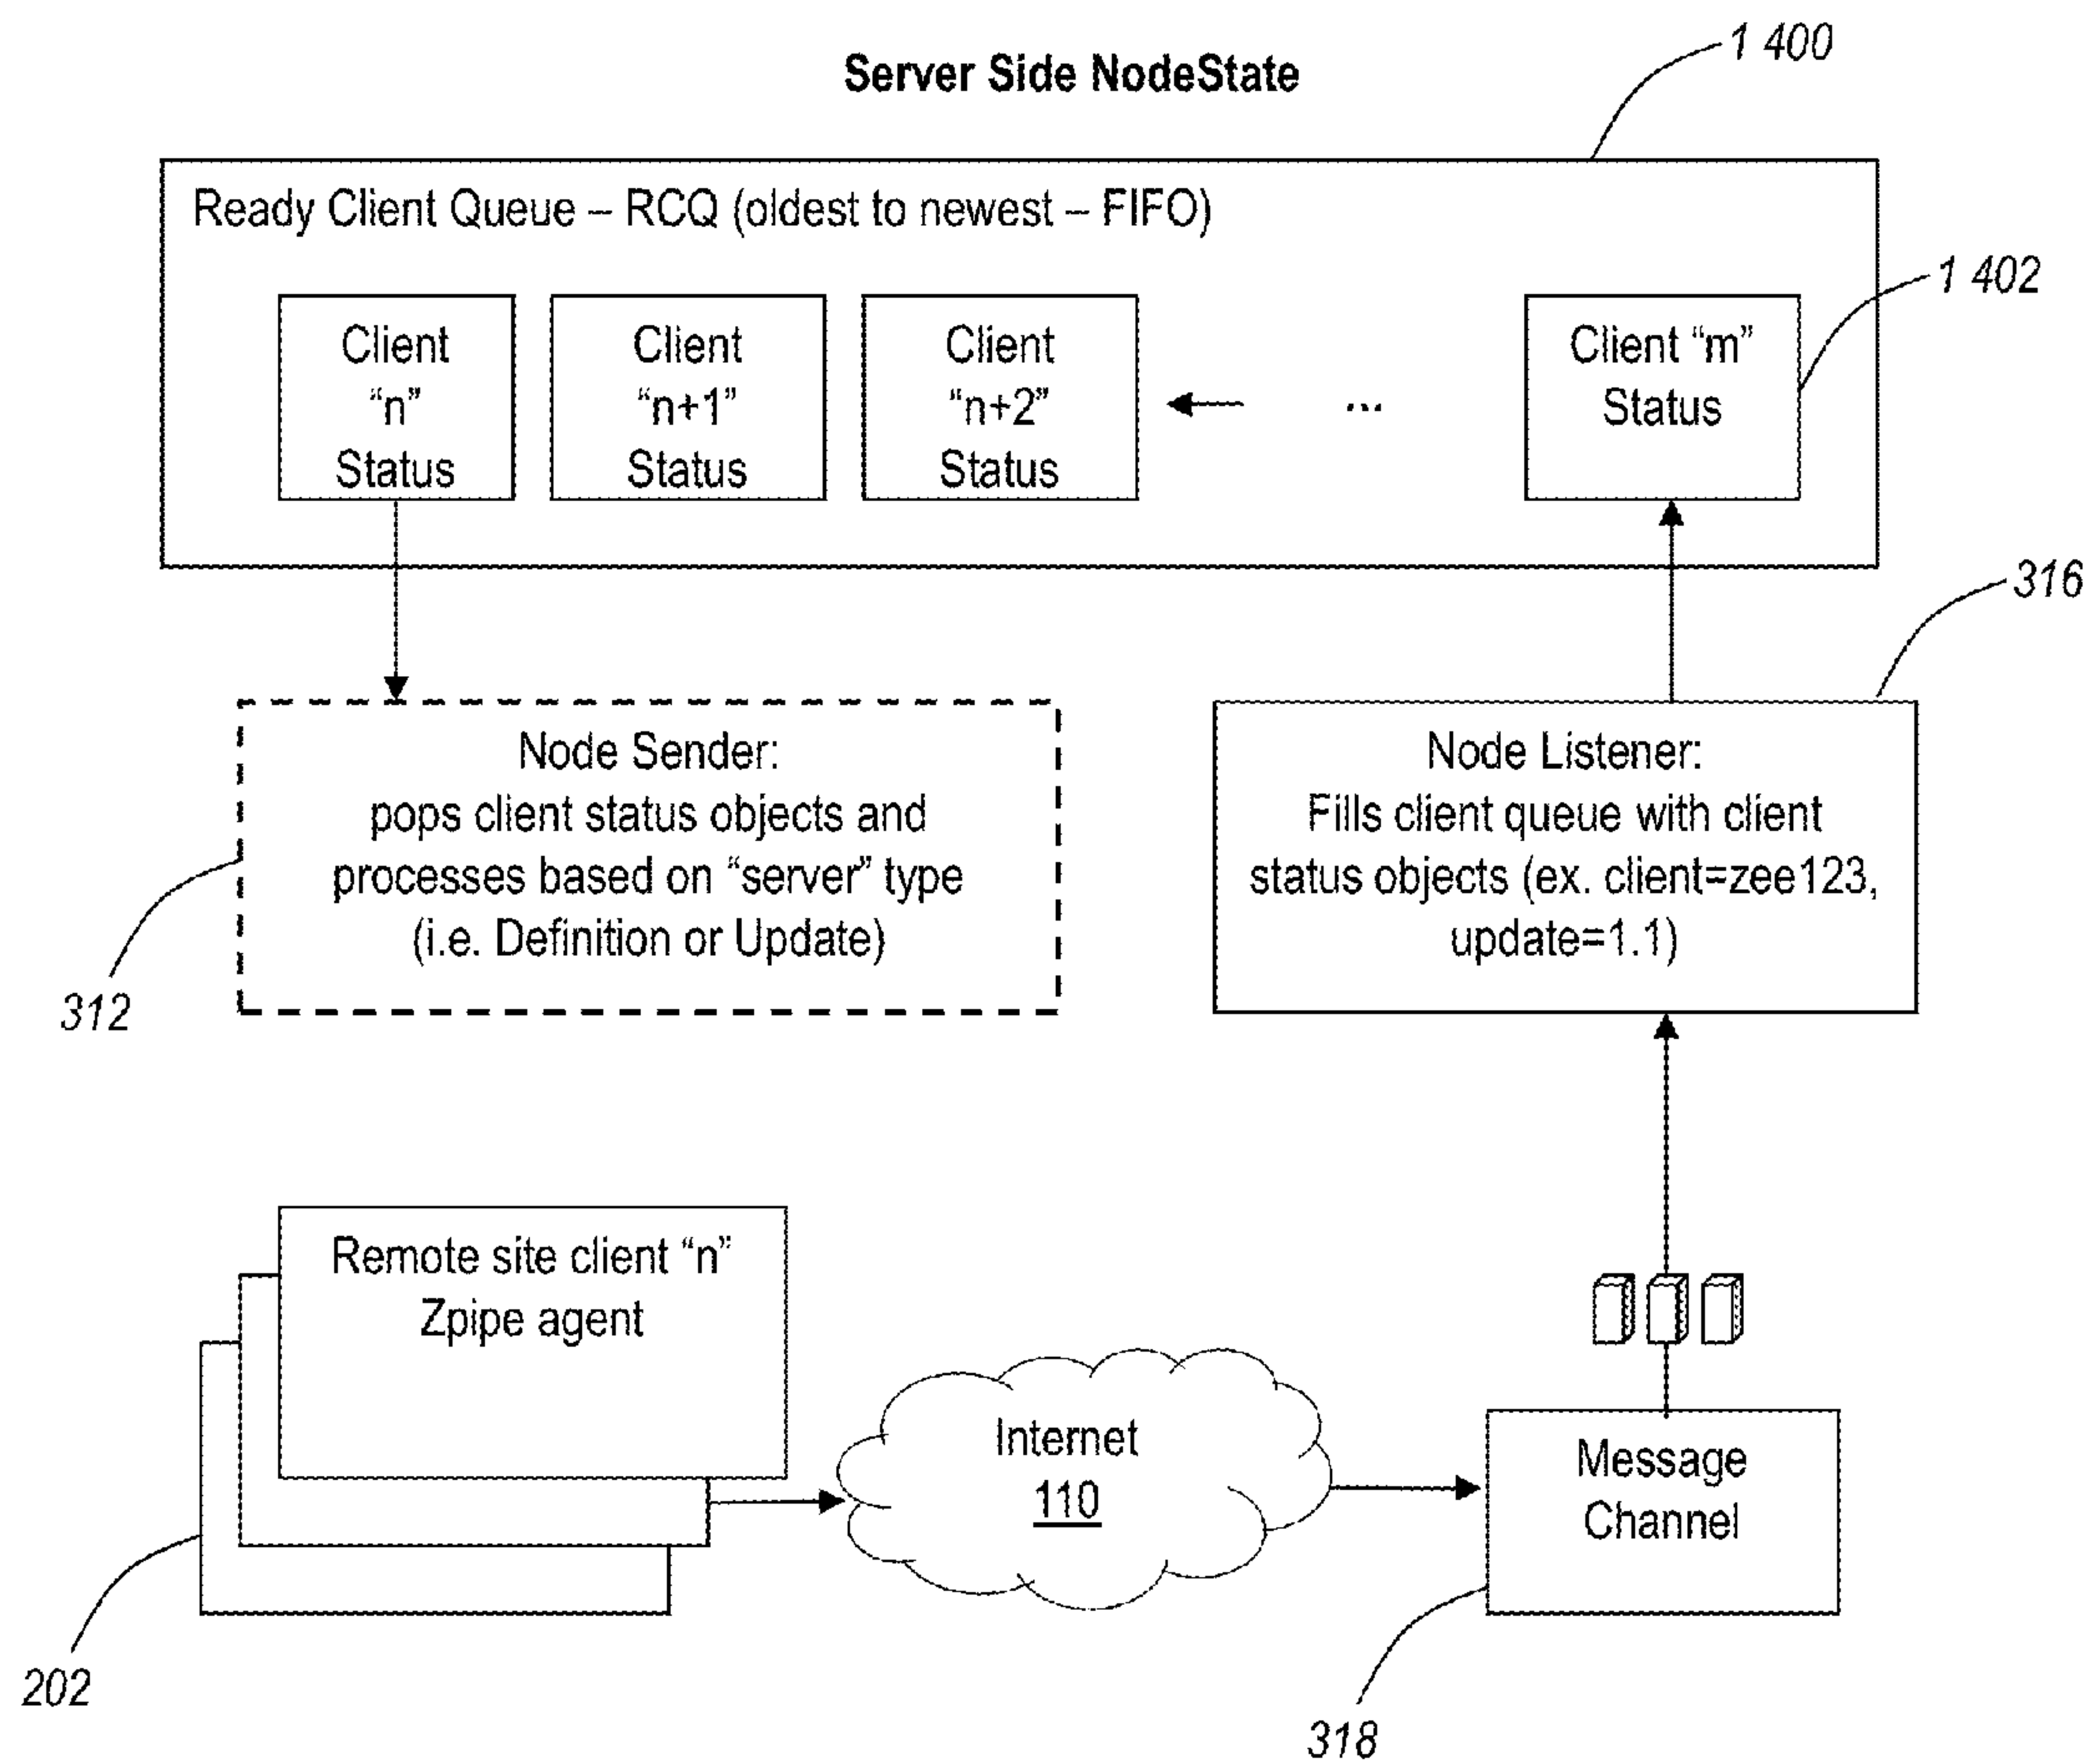 1 400
Server Side NodeState
Ready Client Queue – RCQ (oldest to newest – FIFO)
1 402
Client
“n”
Status
Client
“n+1”
Status
Client
“n+2”
Status
...
Client “m”
Status
316
Node Sender:
pops client status objects and
processes based on “server” type
(i.e. Definition or Update)
312
Node Listener:
Fills client queue with client
status objects (ex. client=zee123,
update=1.1)
Remote site client “n”
Zpipe agent
202
Internet
110
Message
Channel
318